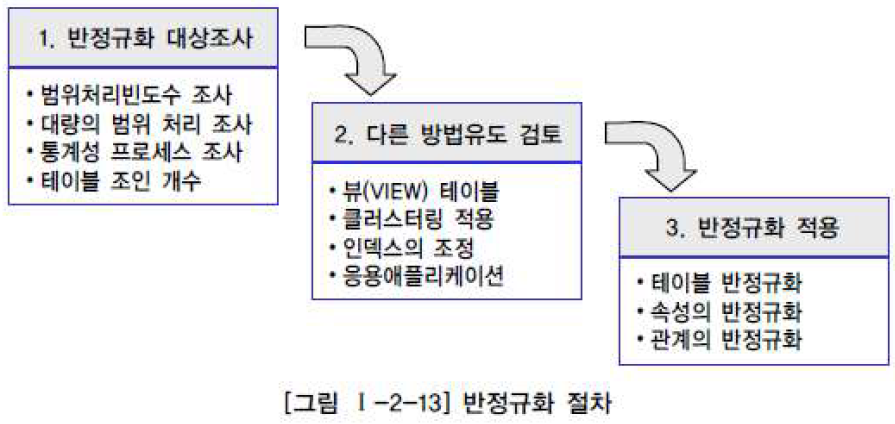 1. 반정규화 대상조사
• 범위처리빈도수 조사
• 대량의 범위 처리 조사
• 통계성 프로세스 조사
• 테이블 조인 개수
2. 다른 방법유도 검토
• 뷰(VIEW) 테이블
• 클러스터링 적용
• 인덱스의 조정
• 응용애플리케이션
3. 반정규화 적용
• 테이블 반정규화
• 속성의 반정규화
• 관계의 반정규화
[그림 Ⅰ-2-13] 반정규화 절차